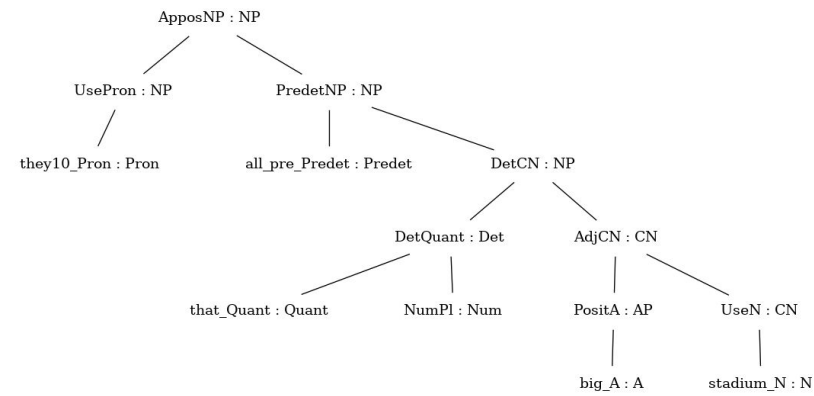 ApposNP : NP
UsePron : NP PredetNP : NP
they10_Pron : Pron all_pre_Predet : Predet DetCN : NP
DetQuant : Det AdjCN : CN
that_Quant : Quant NumPl : Num PositA : AP UseN : CN
big_A : A stadium_N : N